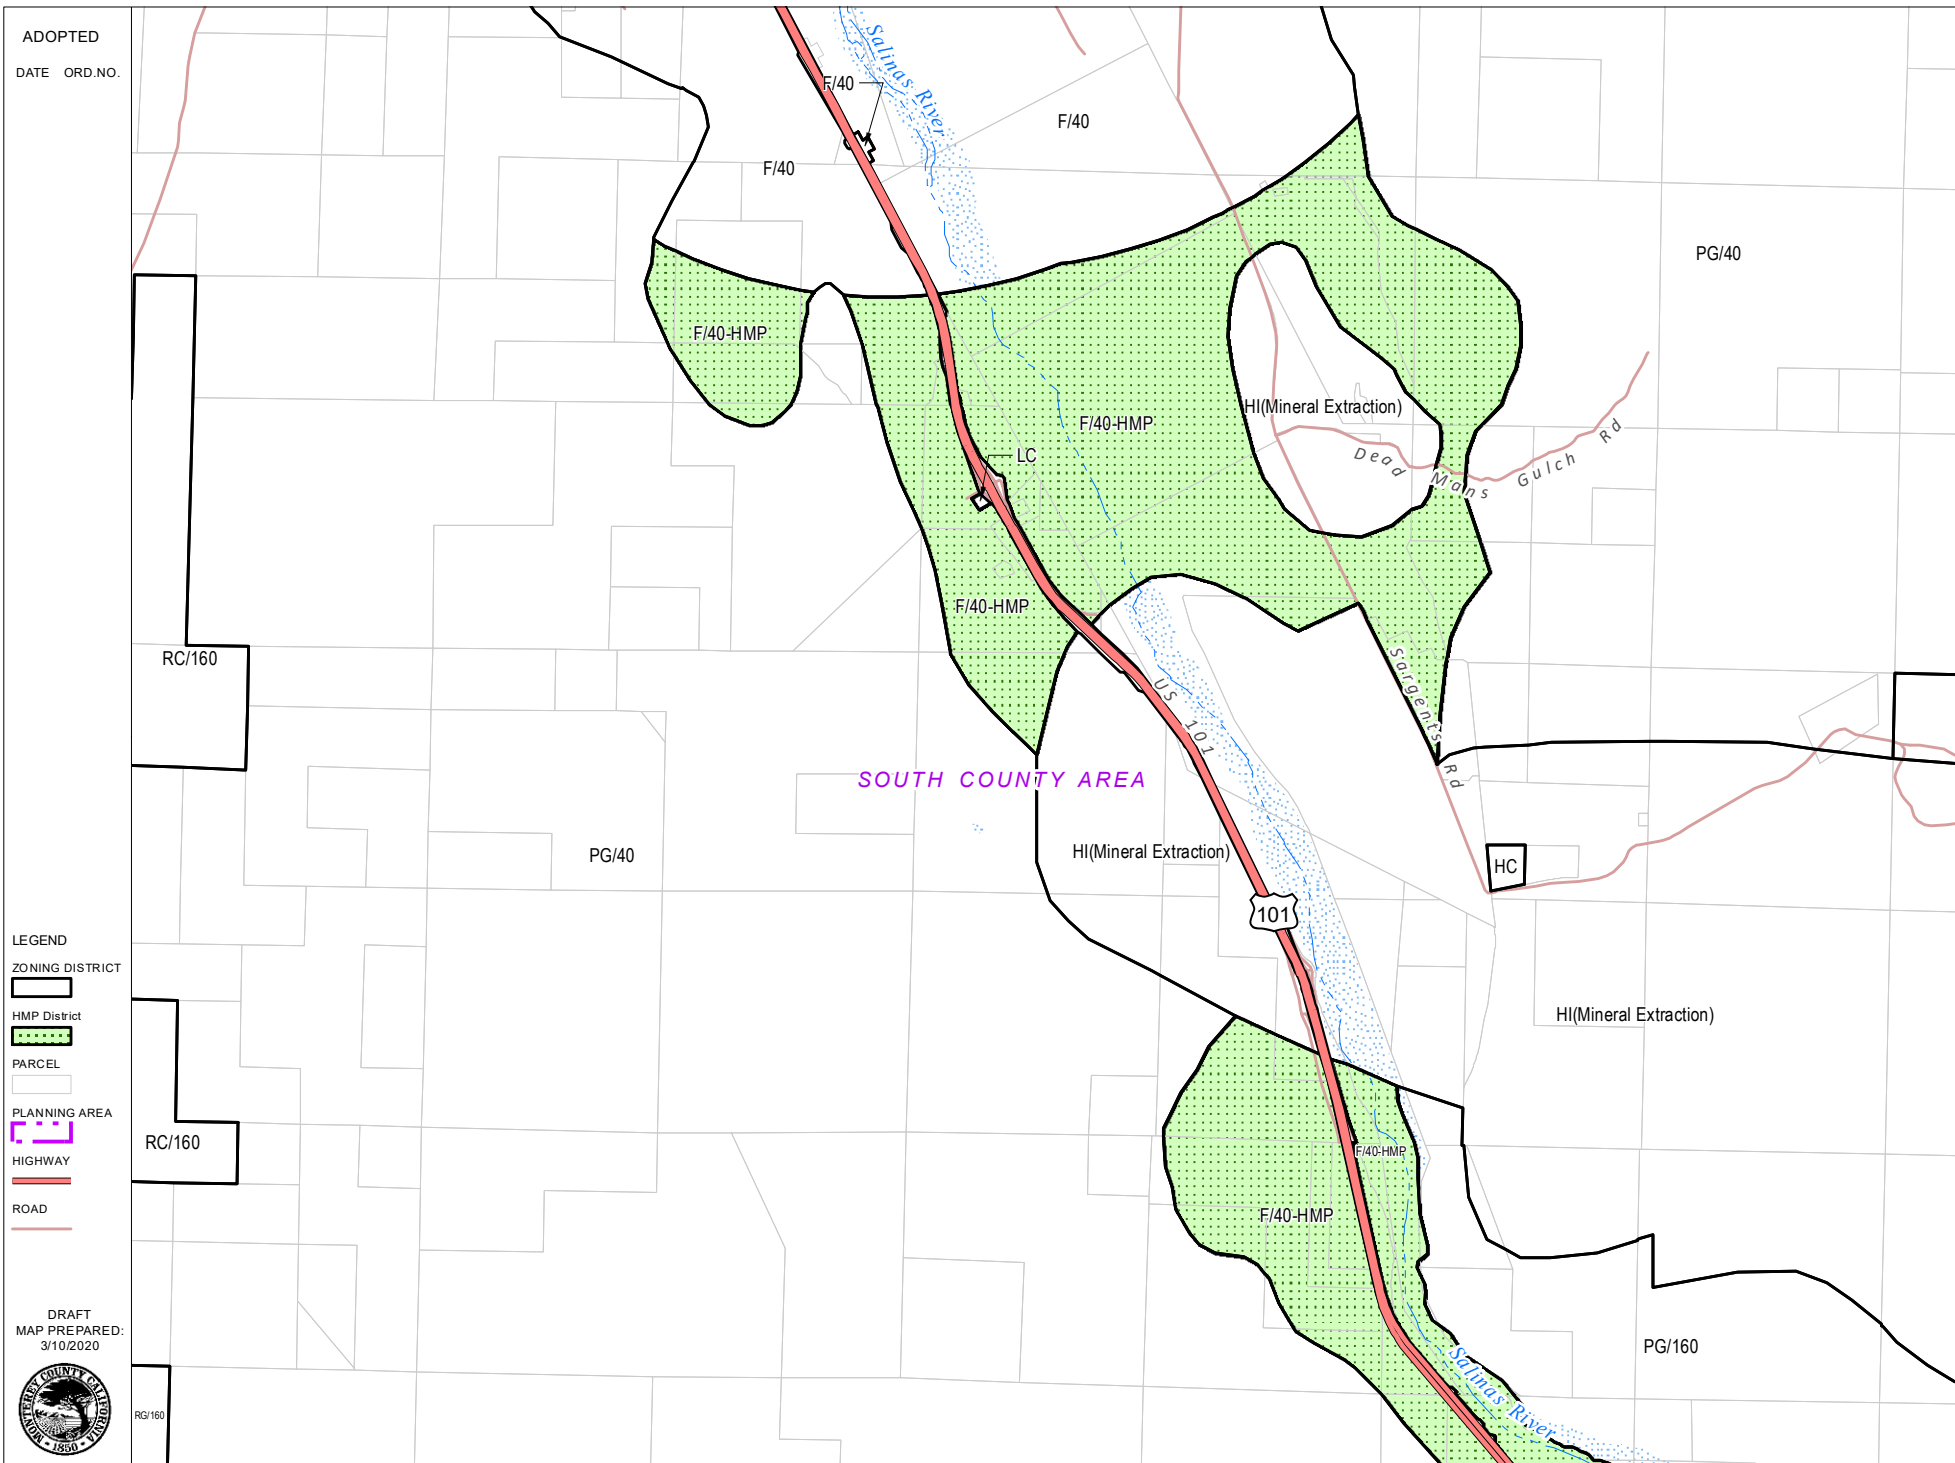 ADOPTED
DATE ORD.NO.
LEGEND
ZONING DISTRICT
HMP District
PARCEL
PLANNING AREA
HIGHWAY
ROAD
DRAFT
MAP PREPARED:
3/10/2020
MONTEREY COUNTY CALIFORNIA
1850
Salinas River
F/40
F/40
F/40
PG/40
F/40-HMP
HI(Mineral Extraction)
F/40-HMP
Dead Mans Gulch Rd
LC
F/40-HMP
RC/160
Sargents Rd
US 101
SOUTH COUNTY AREA
PG/40
HI(Mineral Extraction)
HC
101
HI(Mineral Extraction)
RC/160
F/40-HMP
F/40-HMP
PG/160
Salinas River
RG/160